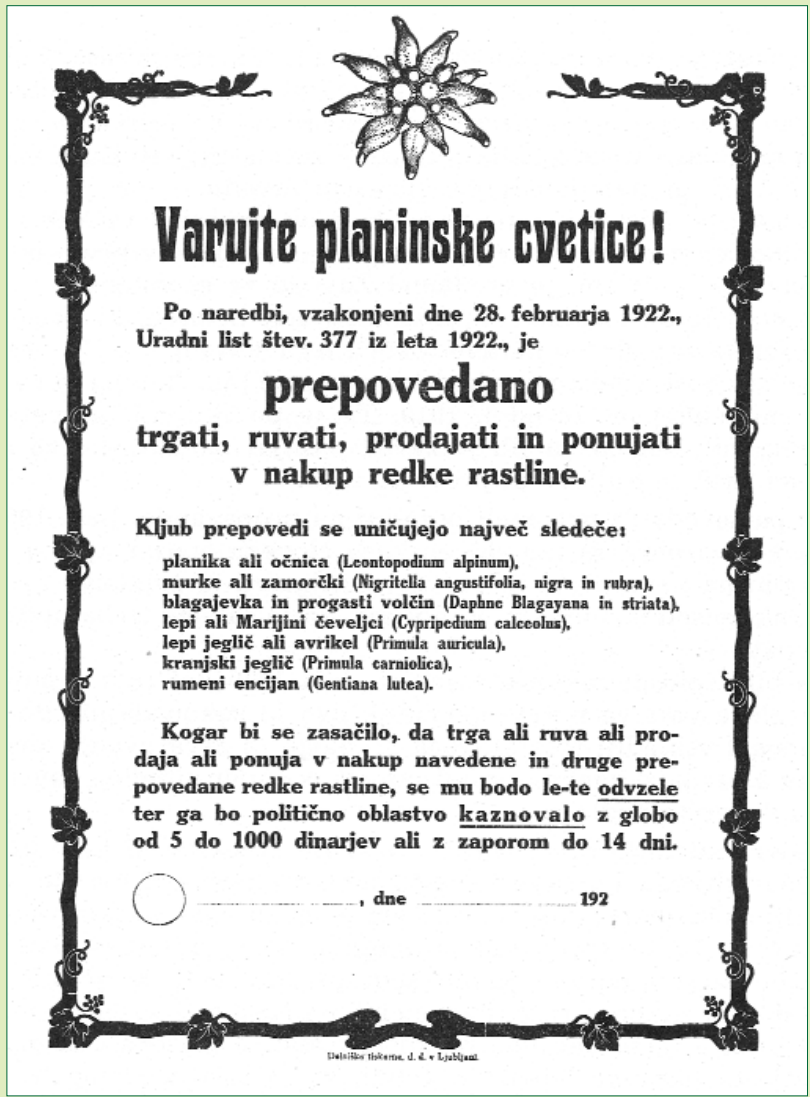 Varujte planinske cvetice!
Po naredbi, vzakonjeni dne 28. februarja 1922.,
Uradni list štev. 377 iz leta 1922., je
prepovedano
trgati, ruvati, prodajati in ponujati
v nakup redke rastline.
Kljub prepovedi se uničujejo največ sledeče:
planika ali očnica (Leontopodium alpinum),
murke ali zamorčki (Nigritella angustifolia, nigra in rubra),
blagajevka in progasti volčin (Daphne Blagayana in striata),
lepi ali Marijini čeveljci (Cypripedium calceolus),
lepi jeglič ali avrikel (Primula auricula),
kranjski jeglič (Primula carniolica),
rumeni encijan (Gentiana lutea).
Kogar bi se zasačilo, da trga ali ruva ali pro-
daja ali ponuja v nakup navedene in druge pre-
povedane redke rastline, se mu bodo le-te odvzele
ter ga bo politično oblastvo kaznovalo z globo
od 5 do 1000 dinarjev ali z zaporom do 14 dni.
, dne 192
Delniška tiskarna, d. d. v Ljubljani.